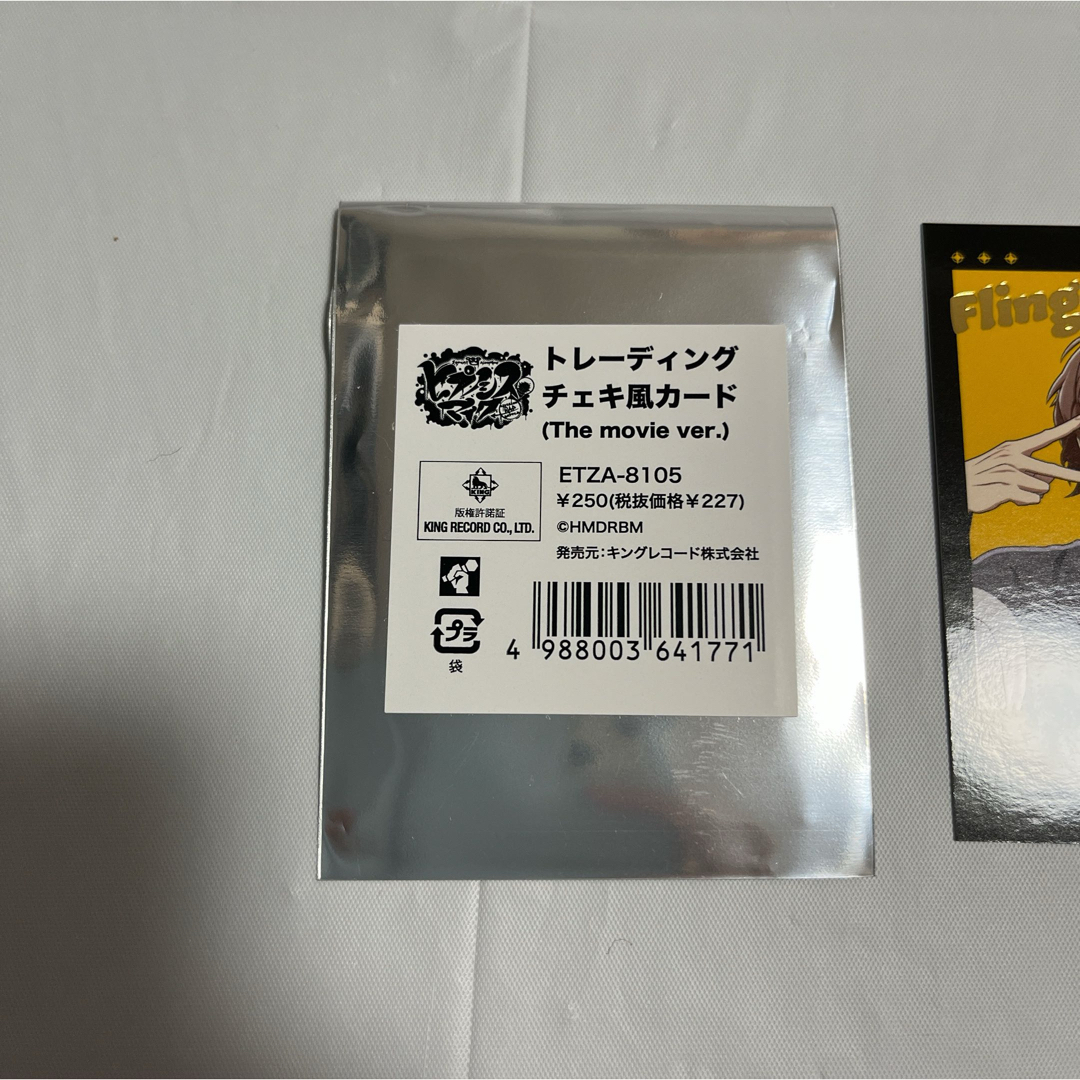 ヒプノシス
マイク
トレーディング
チェキ風カード
(The movie ver.)
KING
版権許諾証
KING RECORD CO., LTD.
ETZA-8105
¥250(税抜価格¥227)
©HMDRBM
発売元:キングレコード株式会社
プラ
袋
4 988003 641771
Fling